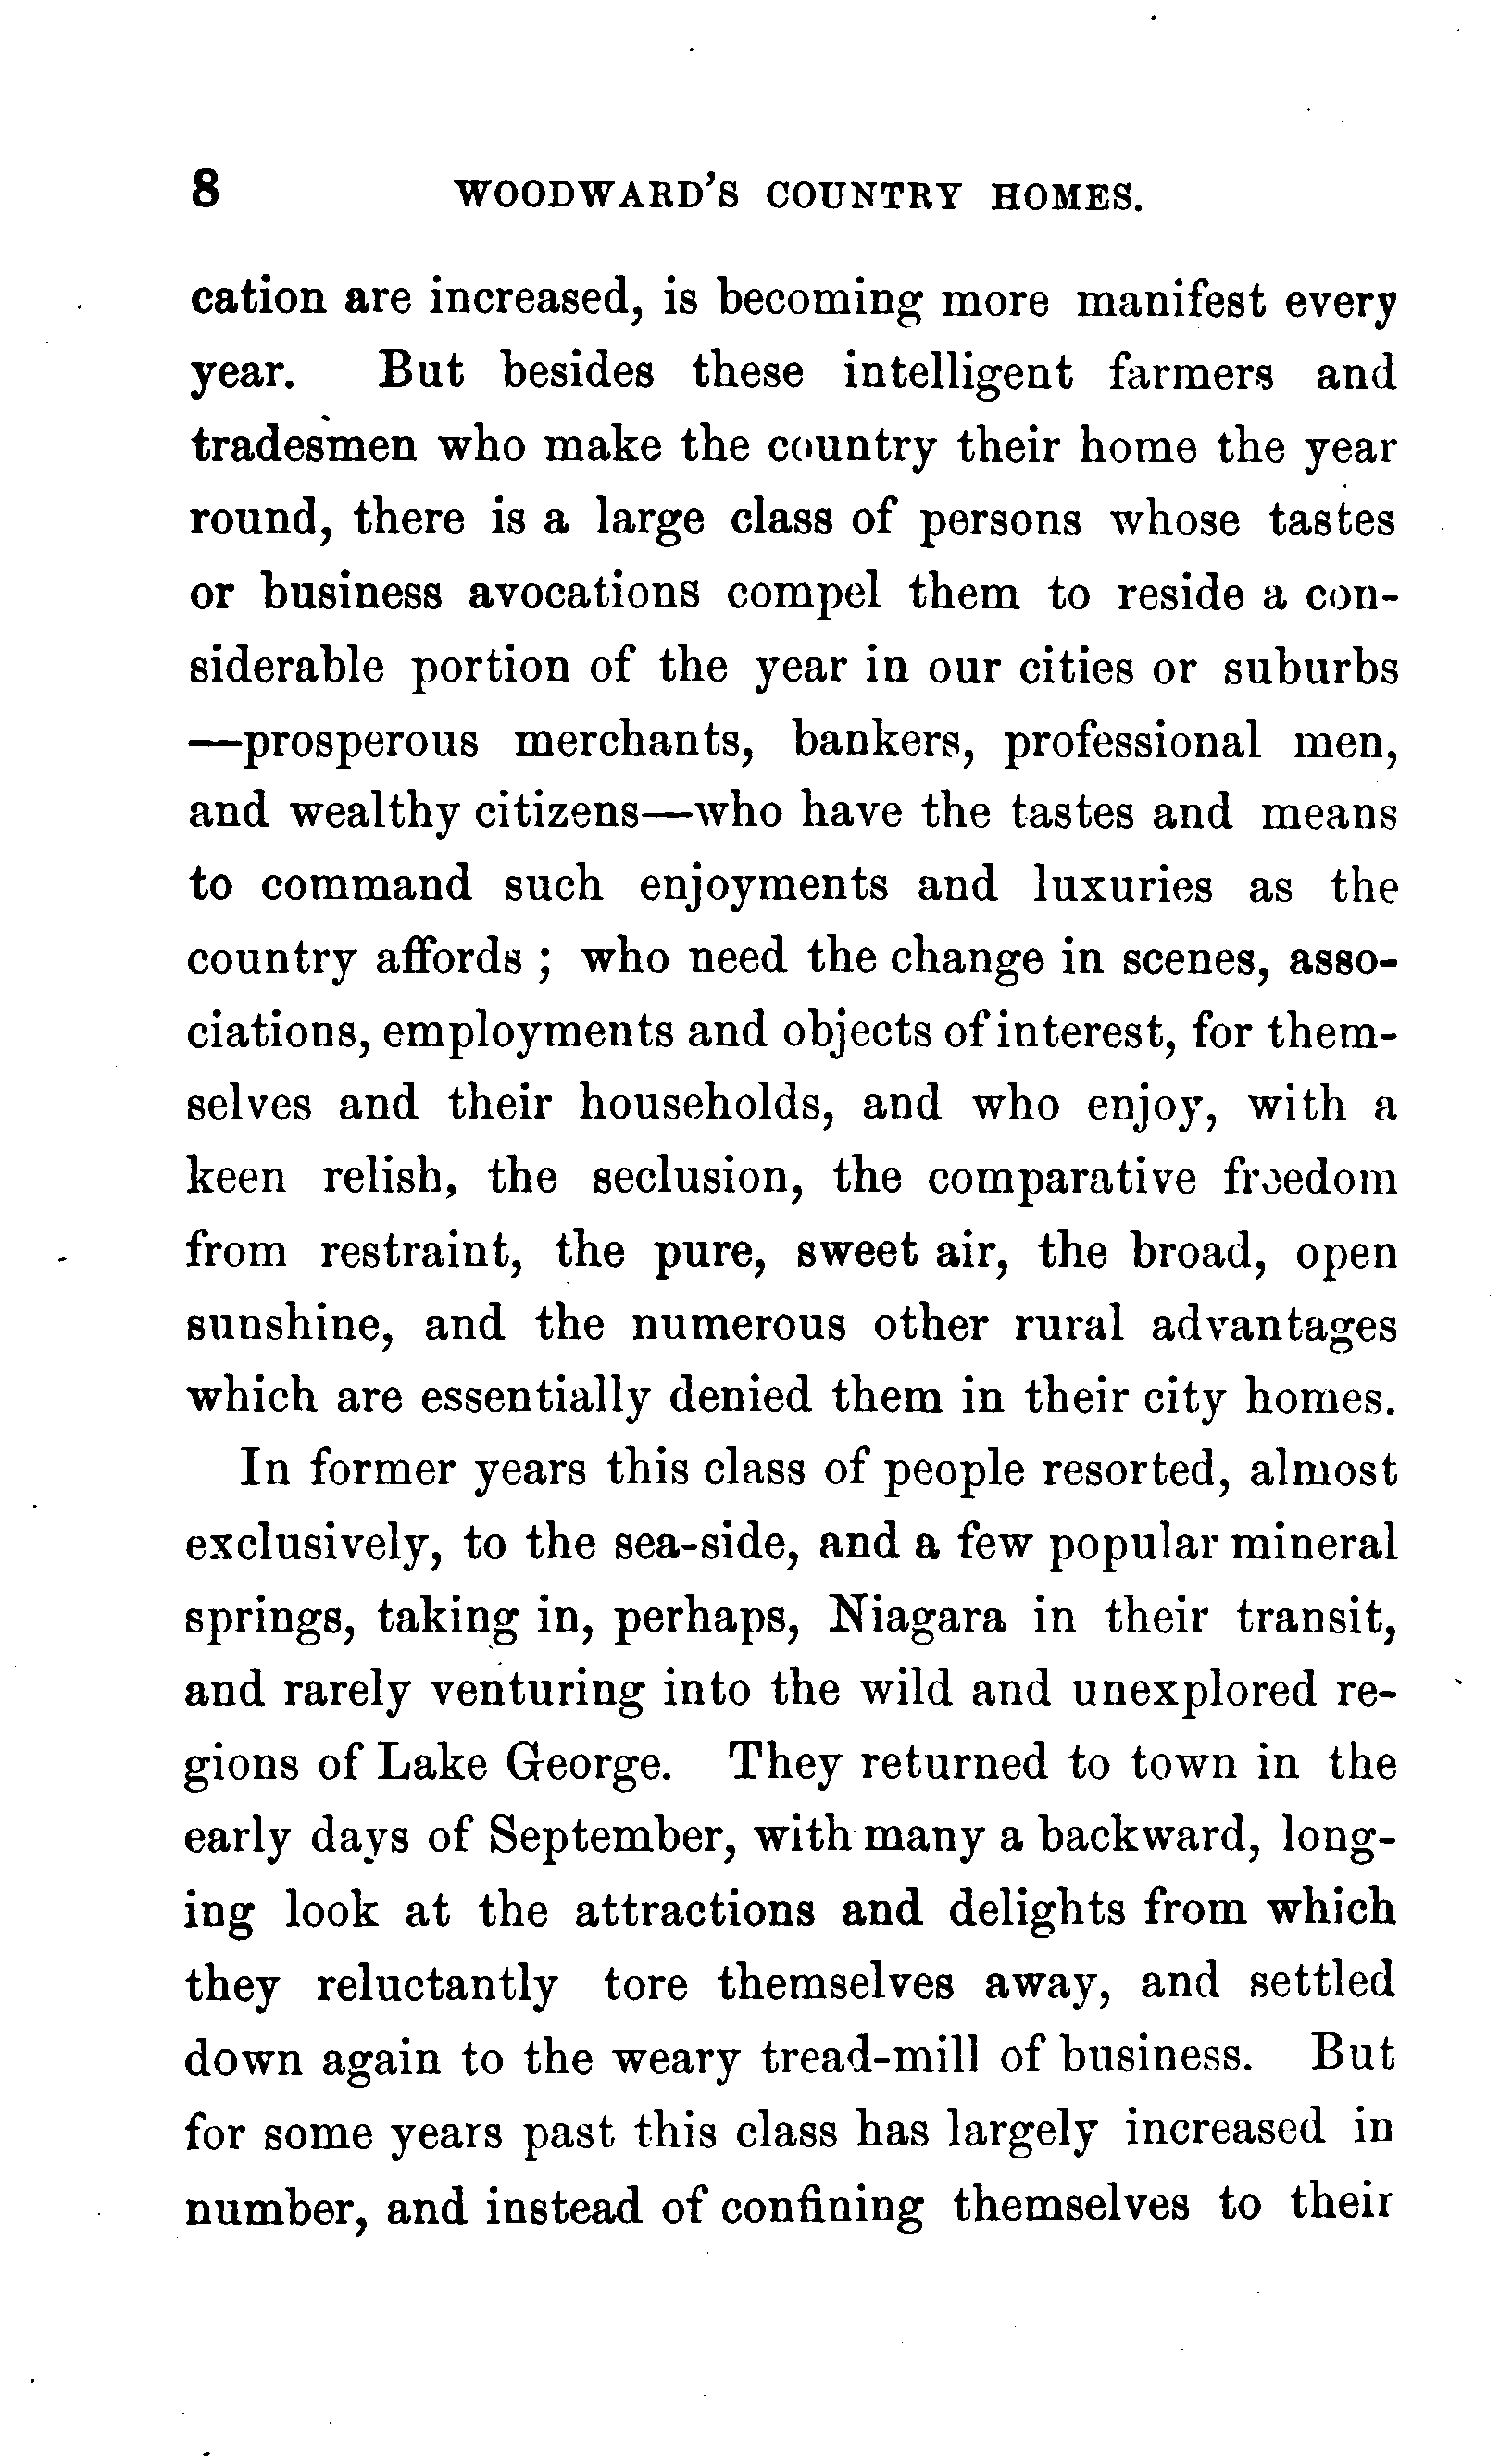 8 WOODWARD'S COUNTRY HOMES.
cation are increased, is becoming more manifest every
year. But besides these intelligent farmers and
tradesmen who make the country their home the year
round, there is a large class of persons whose tastes
or business avocations compel them to reside a con-
siderable portion of the year in our cities or suburbs
—prosperous merchants, bankers, professional men,
and wealthy citizens—who have the tastes and means
to command such enjoyments and luxuries as the
country affords ; who need the change in scenes, asso-
ciations, employments and objects of interest, for them-
selves and their households, and who enjoy, with a
keen relish, the seclusion, the comparative freedom
from restraint, the pure, sweet air, the broad, open
sunshine, and the numerous other rural advantages
which are essentially denied them in their city homes.
In former years this class of people resorted, almost
exclusively, to the sea-side, and a few popular mineral
springs, taking in, perhaps, Niagara in their transit,
and rarely venturing into the wild and unexplored re-
gions of Lake George. They returned to town in the
early days of September, with many a backward, long-
ing look at the attractions and delights from which
they reluctantly tore themselves away, and settled
down again to the weary tread-mill of business. But
for some years past this class has largely increased in
number, and instead of confining themselves to their